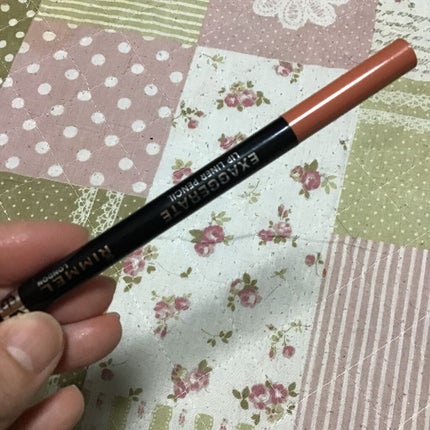 RIMMEL
LONDON
EXAGGERATE
LIP LINER PENCIL